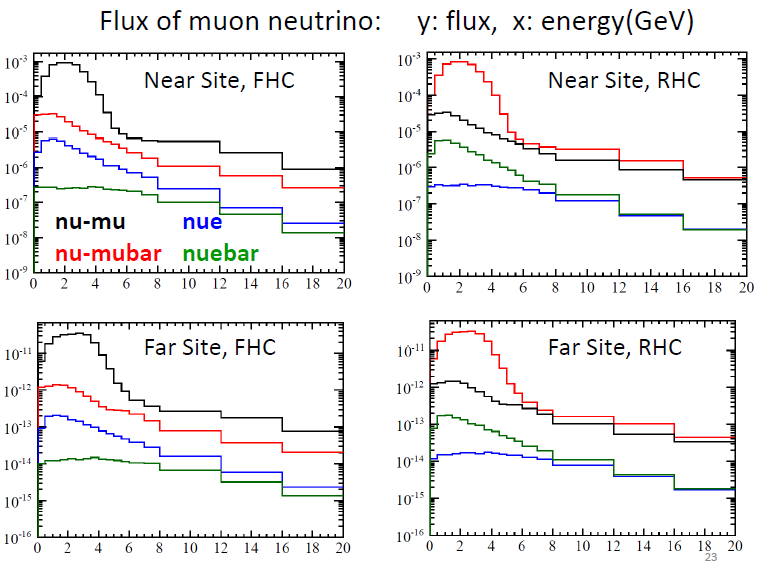 Flux of muon neutrino: y: flux, x: energy(GeV)
Near Site, FHC
10⁻³
10⁻⁴
10⁻⁵
10⁻⁶
10⁻⁷
10⁻⁸
10⁻⁹
nu-mu nue
nu-mubar nuebar
0 2 4 6 8 10 12 14 16 18 20
Near Site, RHC
10⁻³
10⁻⁴
10⁻⁵
10⁻⁶
10⁻⁷
10⁻⁸
10⁻⁹
0 2 4 6 8 10 12 14 16 18 20
Far Site, FHC
10⁻¹¹
10⁻¹²
10⁻¹³
10⁻¹⁴
10⁻¹⁵
10⁻¹⁶
0 2 4 6 8 10 12 14 16 18 20
Far Site, RHC
10⁻¹¹
10⁻¹²
10⁻¹³
10⁻¹⁴
10⁻¹⁵
10⁻¹⁶
0 2 4 6 8 10 12 14 16 18 20
23